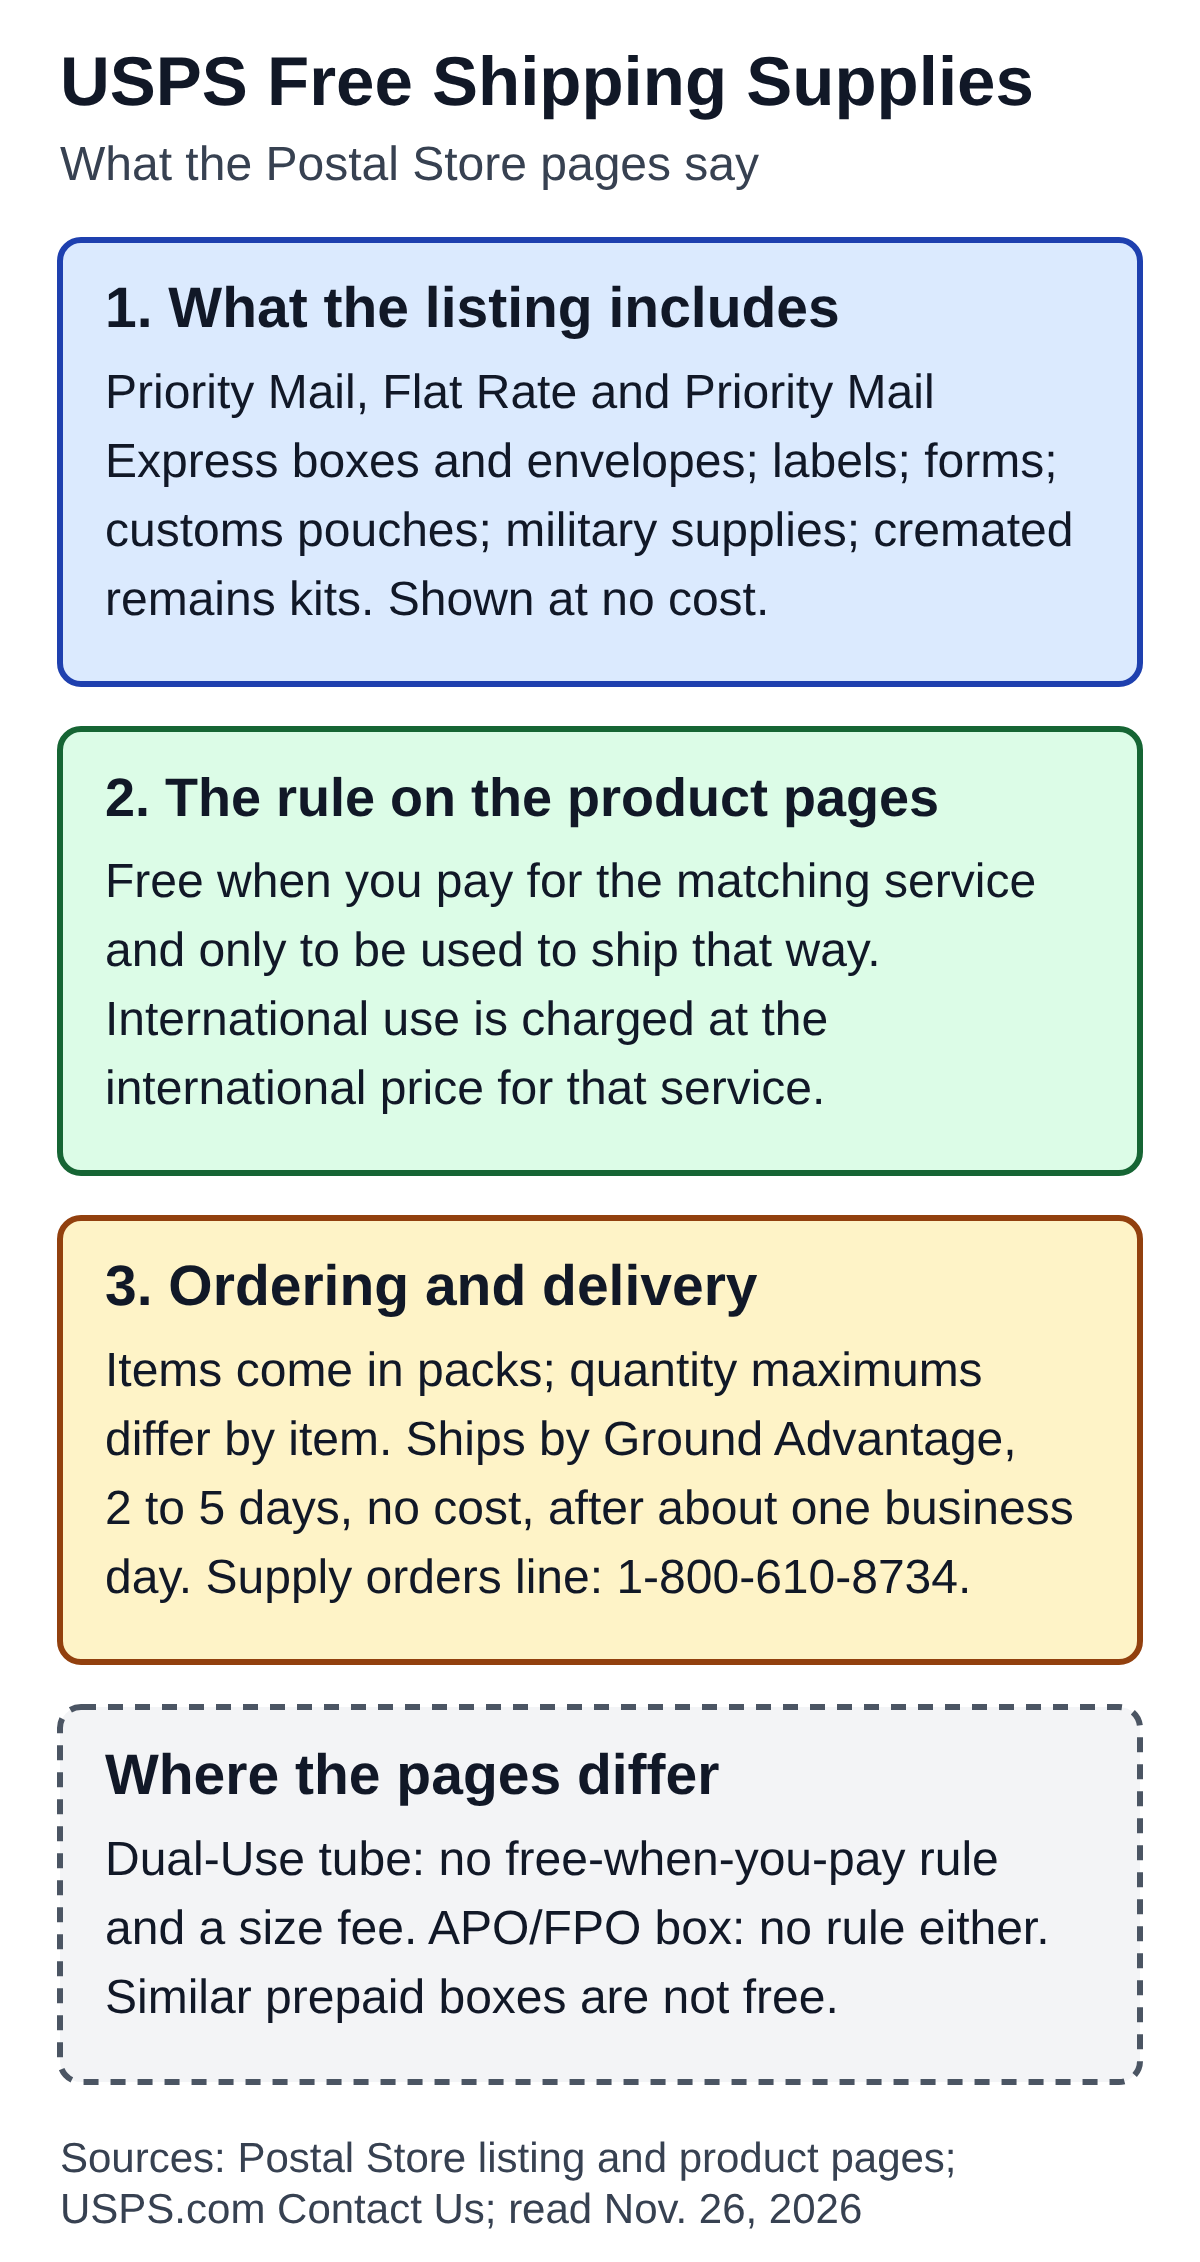 USPS Free Shipping Supplies
What the Postal Store pages say
1. What the listing includes
Priority Mail, Flat Rate and Priority Mail
Express boxes and envelopes; labels; forms;
customs pouches; military supplies; cremated
remains kits. Shown at no cost.
2. The rule on the product pages
Free when you pay for the matching service
and only to be used to ship that way.
International use is charged at the
international price for that service.
3. Ordering and delivery
Items come in packs; quantity maximums
differ by item. Ships by Ground Advantage,
2 to 5 days, no cost, after about one business
day. Supply orders line: 1-800-610-8734.
Where the pages differ
Dual-Use tube: no free-when-you-pay rule
and a size fee. APO/FPO box: no rule either.
Similar prepaid boxes are not free.
Sources: Postal Store listing and product pages;
USPS.com Contact Us; read Nov. 26, 2026